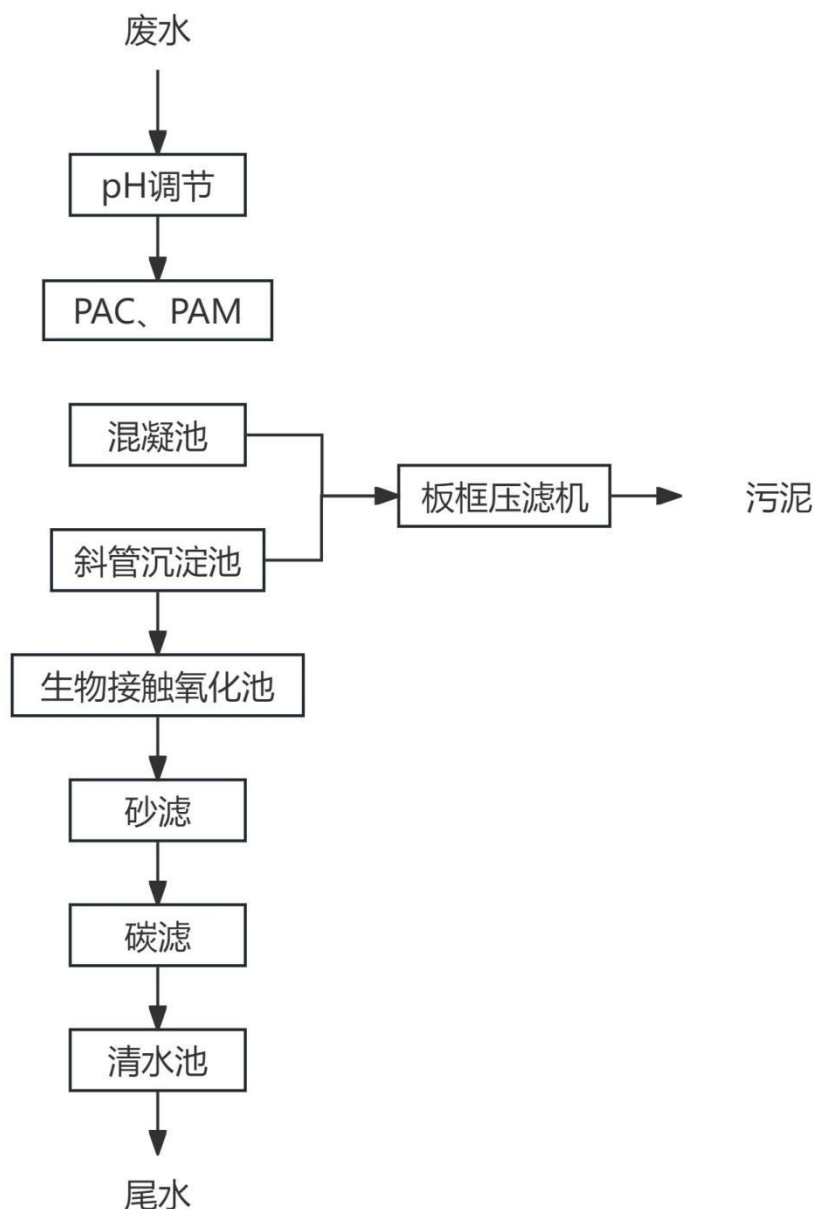 废水
pH调节
PAC、PAM
混凝池
板框压滤机
污泥
斜管沉淀池
生物接触氧化池
砂滤
碳滤
清水池
尾水